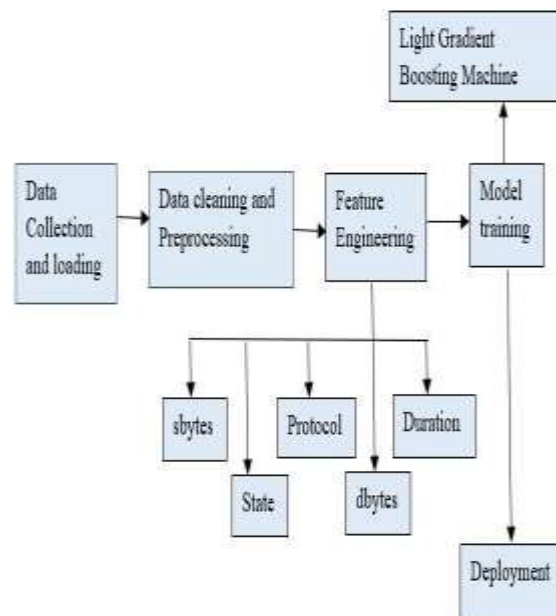 Light Gradient
Boosting Machine
Data
Collection
and loading
Data cleaning and
Preprocessing
Feature
Engineering
Model
training
sbytes
Protocol
Duration
State
dbytes
Deployment